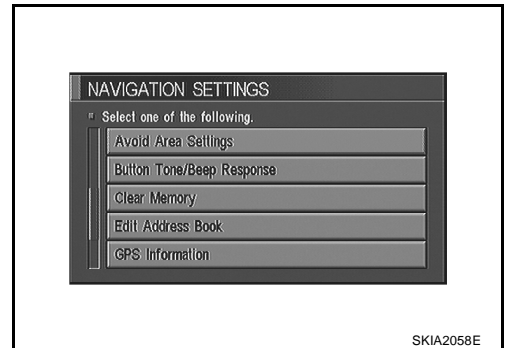 NAVIGATION SETTINGS
Select one of the following.
Avoid Area Settings
Button Tone/Beep Response
Clear Memory
Edit Address Book
GPS Information
SKIA2058E